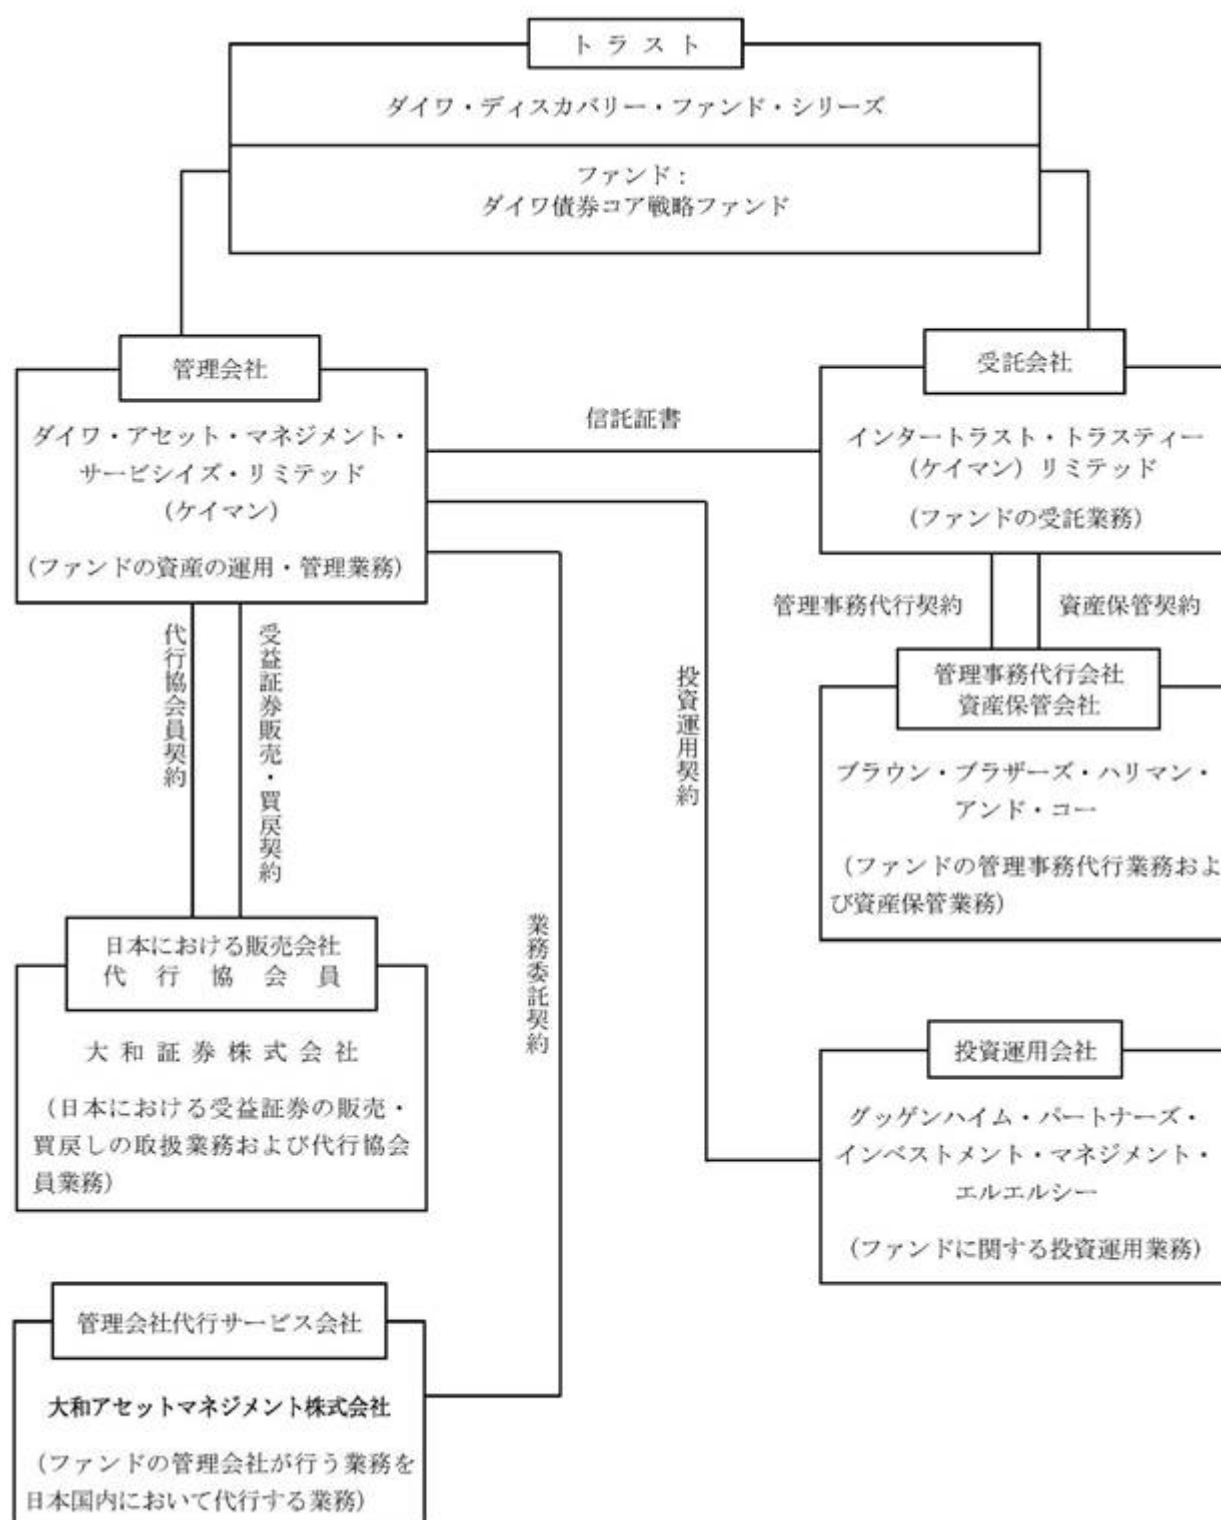 トラスト
ダイワ・ディスカバリー・ファンド・シリーズ
ファンド：
ダイワ債券コア戦略ファンド
管理会社
ダイワ・アセット・マネジメント・
サービシイズ・リミテッド
（ケイマン）
（ファンドの資産の運用・管理業務）
信託証書
受託会社
インタートラスト・トラスティー
（ケイマン）リミテッド
（ファンドの受託業務）
管理事務代行契約
資産保管契約
代行協会員契約
受益証券販売・買戻契約
投資運用契約
業務委託契約
管理事務代行会社
資産保管会社
ブラウン・ブラザーズ・ハリマン・
アンド・コー
（ファンドの管理事務代行業務およ
び資産保管業務）
日本における販売会社
代行協会員
大和証券株式会社
（日本における受益証券の販売・
買戻しの取扱業務および代行協会
員業務）
投資運用会社
グッゲンハイム・パートナーズ・
インベストメント・マネジメント・
エルエルシー
（ファンドに関する投資運用業務）
管理会社代行サービス会社
大和アセットマネジメント株式会社
（ファンドの管理会社が行う業務を
日本国内において代行する業務）